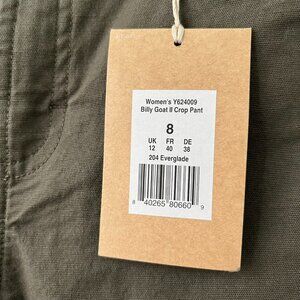 Women's Y624009
Billy Goat II Crop Pant
8
UK FR DE
12 40 38
204 Everglade
8 40265 80660 9